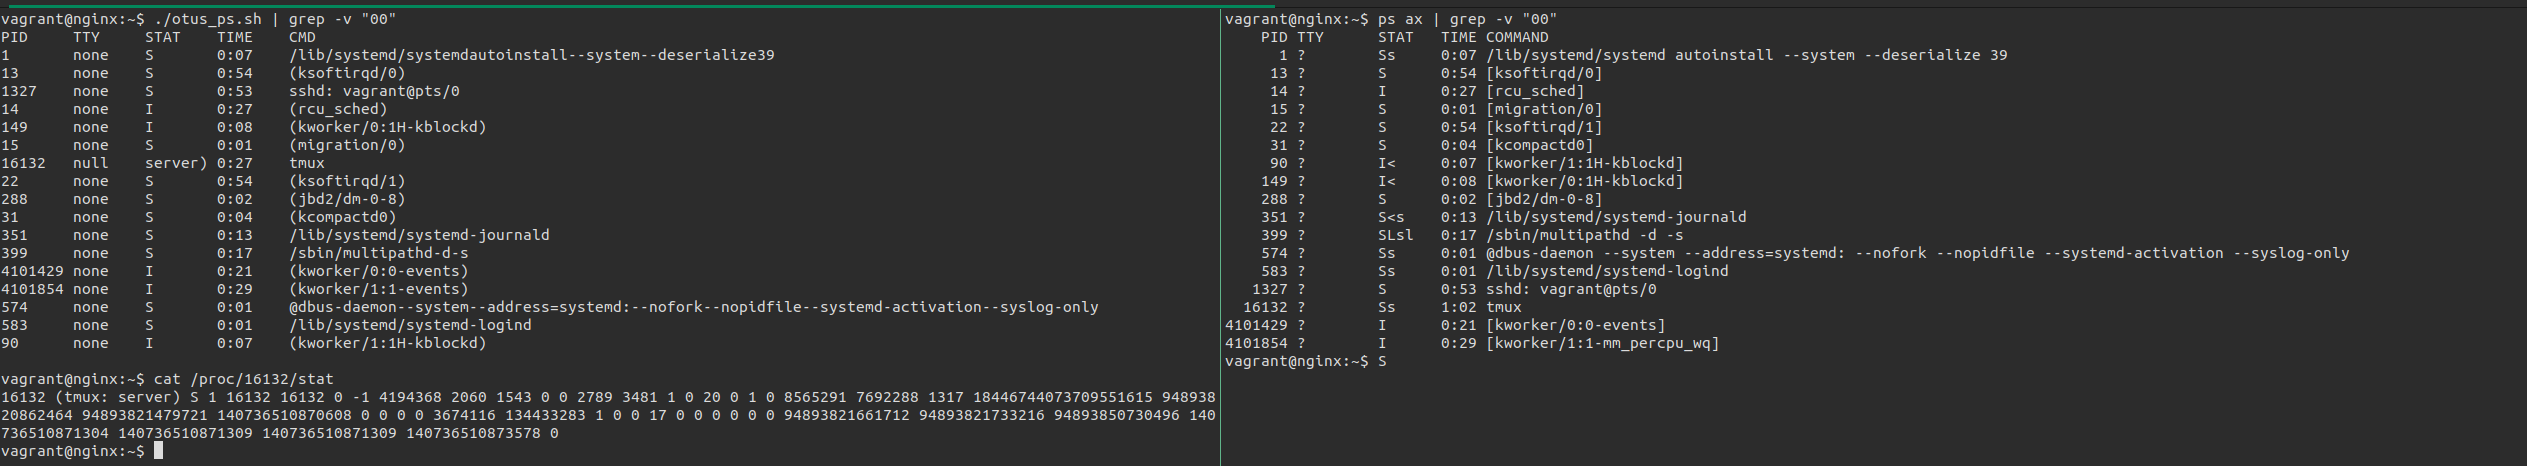 vagrant@nginx:~$ ./otus_ps.sh | grep -v "00"
PID TTY STAT TIME CMD
1 none S 0:07 /lib/systemd/systemdautoinstall--system--deserialize39
13 none S 0:54 (ksoftirqd/0)
1327 none S 0:53 sshd: vagrant@pts/0
14 none I 0:27 (rcu_sched)
149 none I 0:08 (kworker/0:1H-kblockd)
15 none S 0:01 (migration/0)
16132 null server) 0:27 tmux
22 none S 0:54 (ksoftirqd/1)
288 none S 0:02 (jbd2/dm-0-8)
31 none S 0:04 (kcompactd0)
351 none S 0:13 /lib/systemd/systemd-journald
399 none S 0:17 /sbin/multipathd-d-s
4101429 none I 0:21 (kworker/0:0-events)
4101854 none I 0:29 (kworker/1:1-events)
574 none S 0:01 @dbus-daemon--system--address=systemd:--nofork--nopidfile--systemd-activation--syslog-only
583 none S 0:01 /lib/systemd/systemd-logind
90 none I 0:07 (kworker/1:1H-kblockd)
vagrant@nginx:~$ cat /proc/16132/stat
16132 (tmux: server) S 1 16132 16132 0 -1 4194368 2060 1543 0 0 2789 3481 1 0 20 0 1 0 8565291 7692288 1317 18446744073709551615 948938
20862464 94893821479721 140736510870608 0 0 0 0 3674116 134433283 1 0 0 17 0 0 0 0 0 0 94893821661712 94893821733216 94893850730496 140
736510871304 140736510871309 140736510871309 140736510873578 0
vagrant@nginx:~$
vagrant@nginx:~$ ps ax | grep -v "00"
PID TTY STAT TIME COMMAND
1 ? Ss 0:07 /lib/systemd/systemd autoinstall --system --deserialize 39
13 ? S 0:54 [ksoftirqd/0]
14 ? I 0:27 [rcu_sched]
15 ? S 0:01 [migration/0]
22 ? S 0:54 [ksoftirqd/1]
31 ? S 0:04 [kcompactd0]
90 ? I< 0:07 [kworker/1:1H-kblockd]
149 ? I< 0:08 [kworker/0:1H-kblockd]
288 ? S 0:02 [jbd2/dm-0-8]
351 ? S<s 0:13 /lib/systemd/systemd-journald
399 ? SLsl 0:17 /sbin/multipathd -d -s
574 ? Ss 0:01 @dbus-daemon --system --address=systemd: --nofork --nopidfile --systemd-activation --syslog-only
583 ? Ss 0:01 /lib/systemd/systemd-logind
1327 ? S 0:53 sshd: vagrant@pts/0
16132 ? Ss 1:02 tmux
4101429 ? I 0:21 [kworker/0:0-events]
4101854 ? I 0:29 [kworker/1:1-mm_percpu_wq]
vagrant@nginx:~$ S